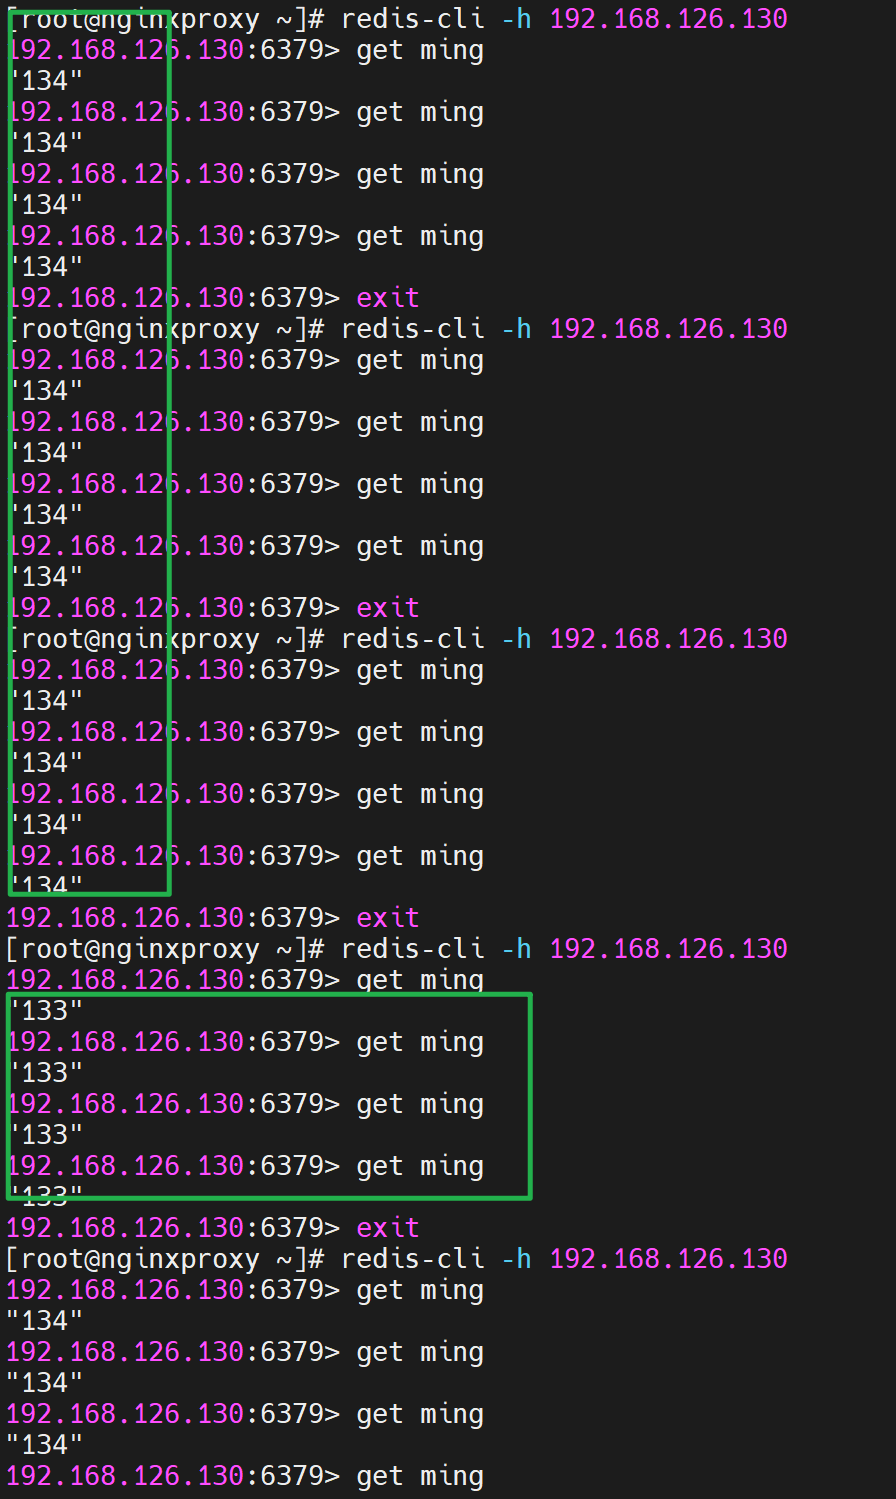 [root@nginxproxy ~]# redis-cli -h 192.168.126.130
192.168.126.130:6379> get ming
"134"
192.168.126.130:6379> get ming
"134"
192.168.126.130:6379> get ming
"134"
192.168.126.130:6379> get ming
"134"
192.168.126.130:6379> exit
[root@nginxproxy ~]# redis-cli -h 192.168.126.130
192.168.126.130:6379> get ming
"134"
192.168.126.130:6379> get ming
"134"
192.168.126.130:6379> get ming
"134"
192.168.126.130:6379> get ming
"134"
192.168.126.130:6379> exit
[root@nginxproxy ~]# redis-cli -h 192.168.126.130
192.168.126.130:6379> get ming
"134"
192.168.126.130:6379> get ming
"134"
192.168.126.130:6379> get ming
"134"
192.168.126.130:6379> get ming
"134"
192.168.126.130:6379> exit
[root@nginxproxy ~]# redis-cli -h 192.168.126.130
192.168.126.130:6379> get ming
"133"
192.168.126.130:6379> get ming
"133"
192.168.126.130:6379> get ming
"133"
192.168.126.130:6379> get ming
"133"
192.168.126.130:6379> exit
[root@nginxproxy ~]# redis-cli -h 192.168.126.130
192.168.126.130:6379> get ming
"134"
192.168.126.130:6379> get ming
"134"
192.168.126.130:6379> get ming
"134"
192.168.126.130:6379> get ming